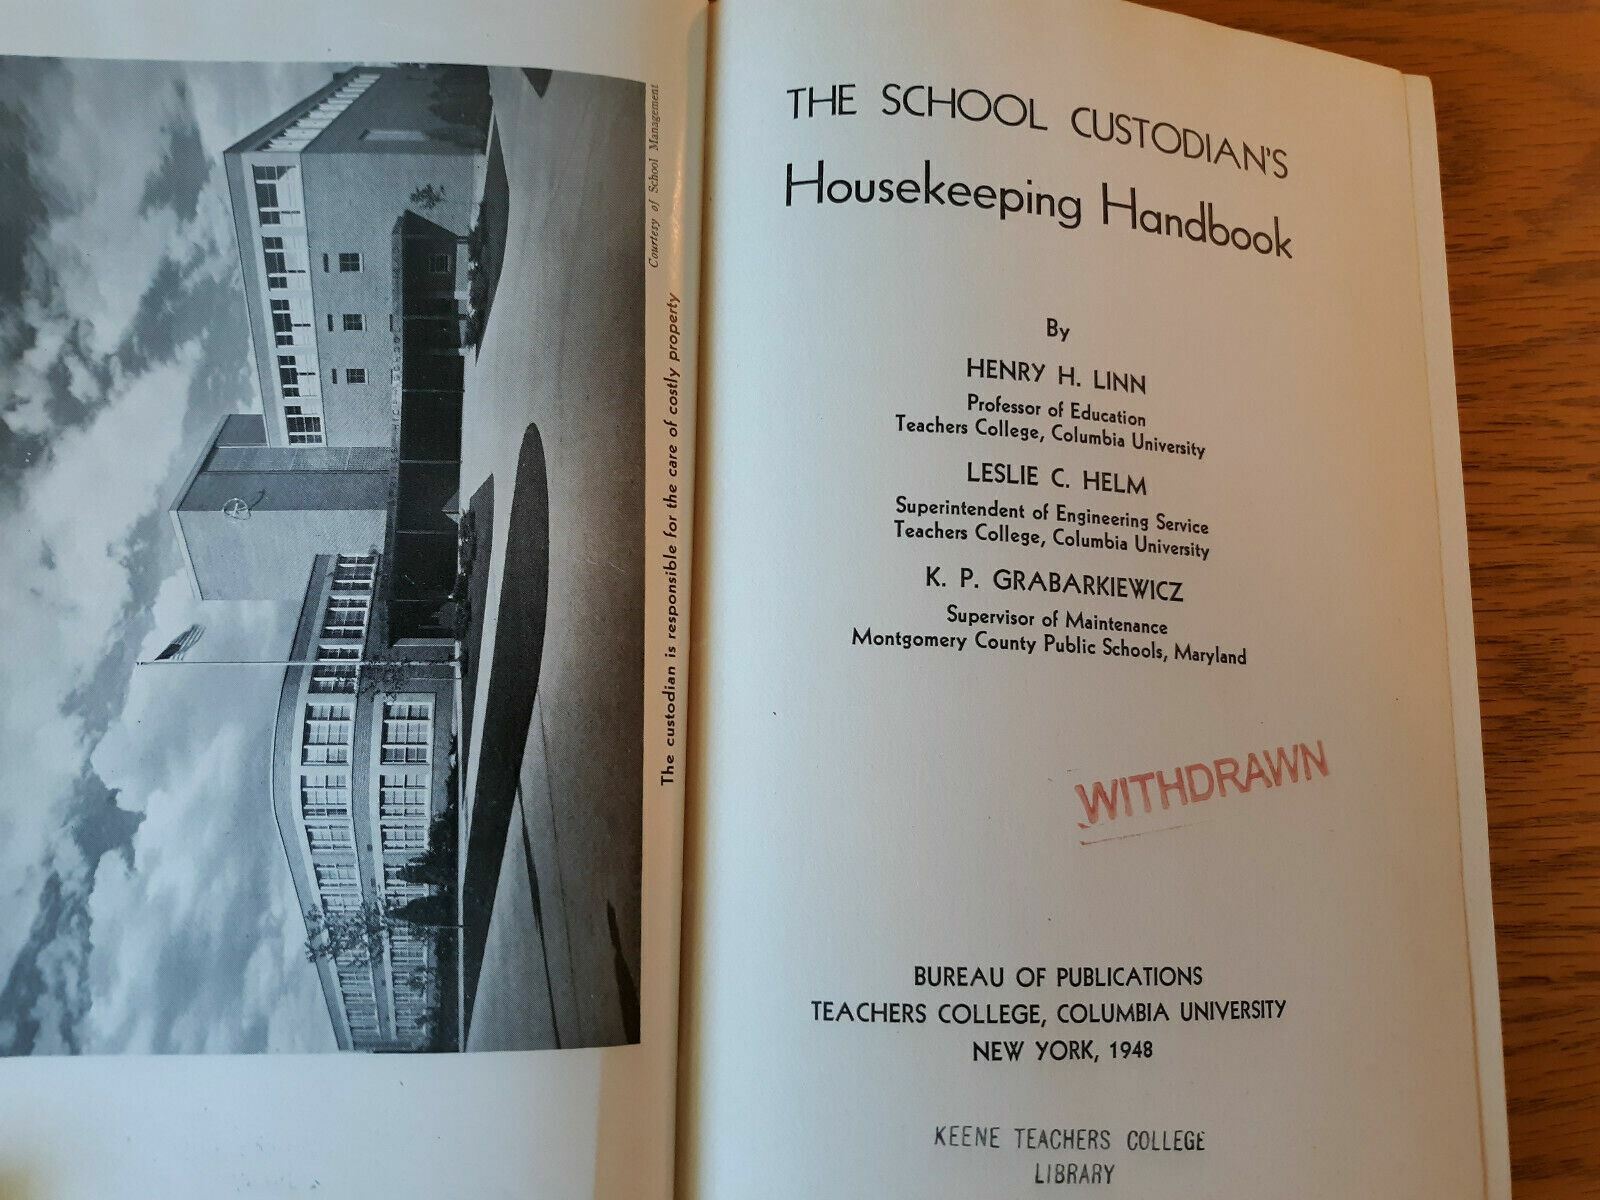 Courtesy of School Management
The custodian is responsible for the care of costly property
THE SCHOOL CUSTODIAN'S
Housekeeping Handbook
By
HENRY H. LINN
Professor of Education
Teachers College, Columbia University
LESLIE C. HELM
Superintendent of Engineering Service
Teachers College, Columbia University
K. P. GRABARKIEWICZ
Supervisor of Maintenance
Montgomery County Public Schools, Maryland
WITHDRAWN
BUREAU OF PUBLICATIONS
TEACHERS COLLEGE, COLUMBIA UNIVERSITY
NEW YORK, 1948
KEENE TEACHERS COLLEGE
LIBRARY